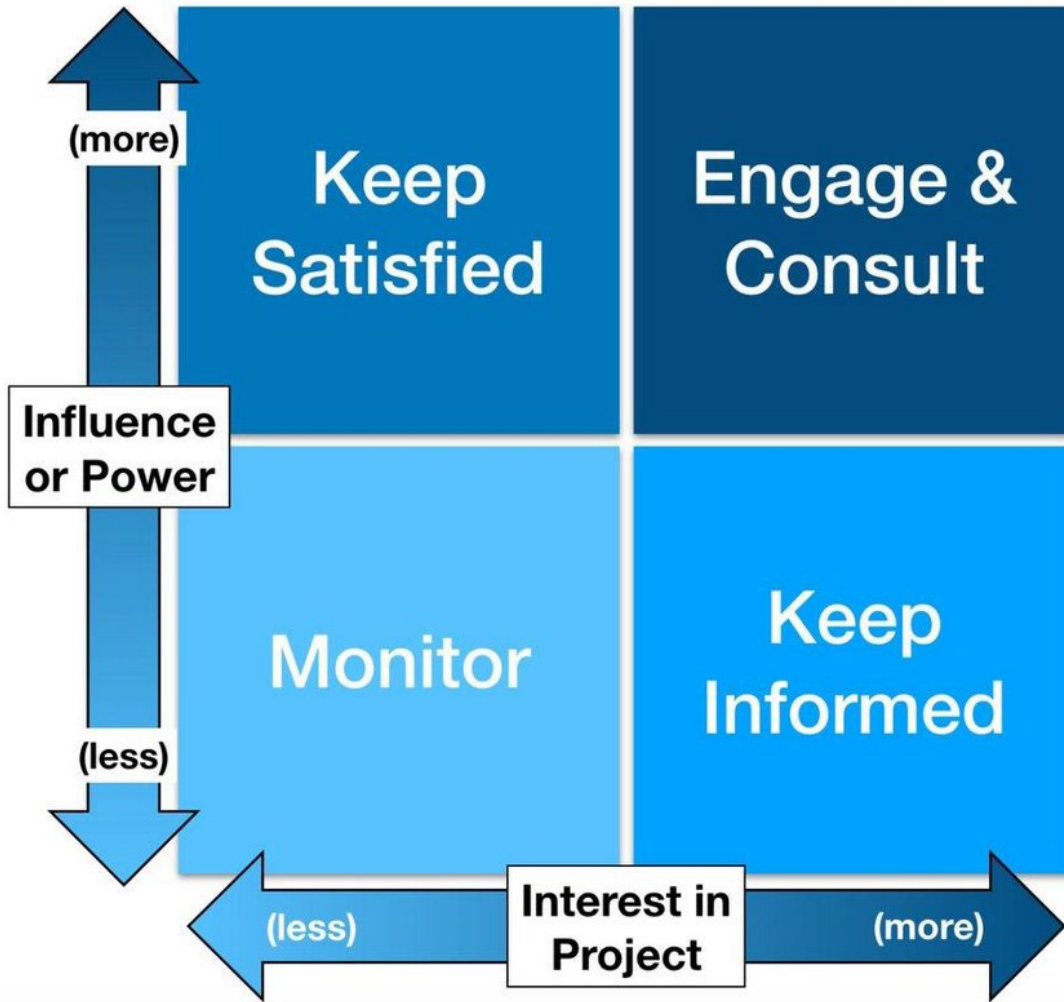 (more)
Keep
Satisfied
Engage &
Consult
Influence
or Power
Monitor
Keep
Informed
(less)
(less)
Interest in
Project
(more)